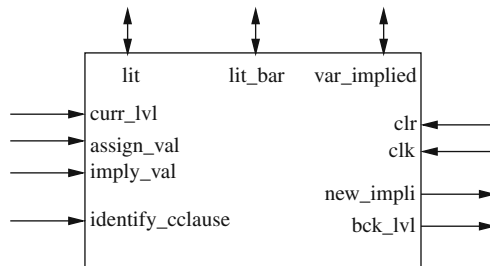 lit lit_bar var_implied
curr_lvl
clr
assign_val
clk
imply_val
new_impli
identify_cclause
bck_lvl